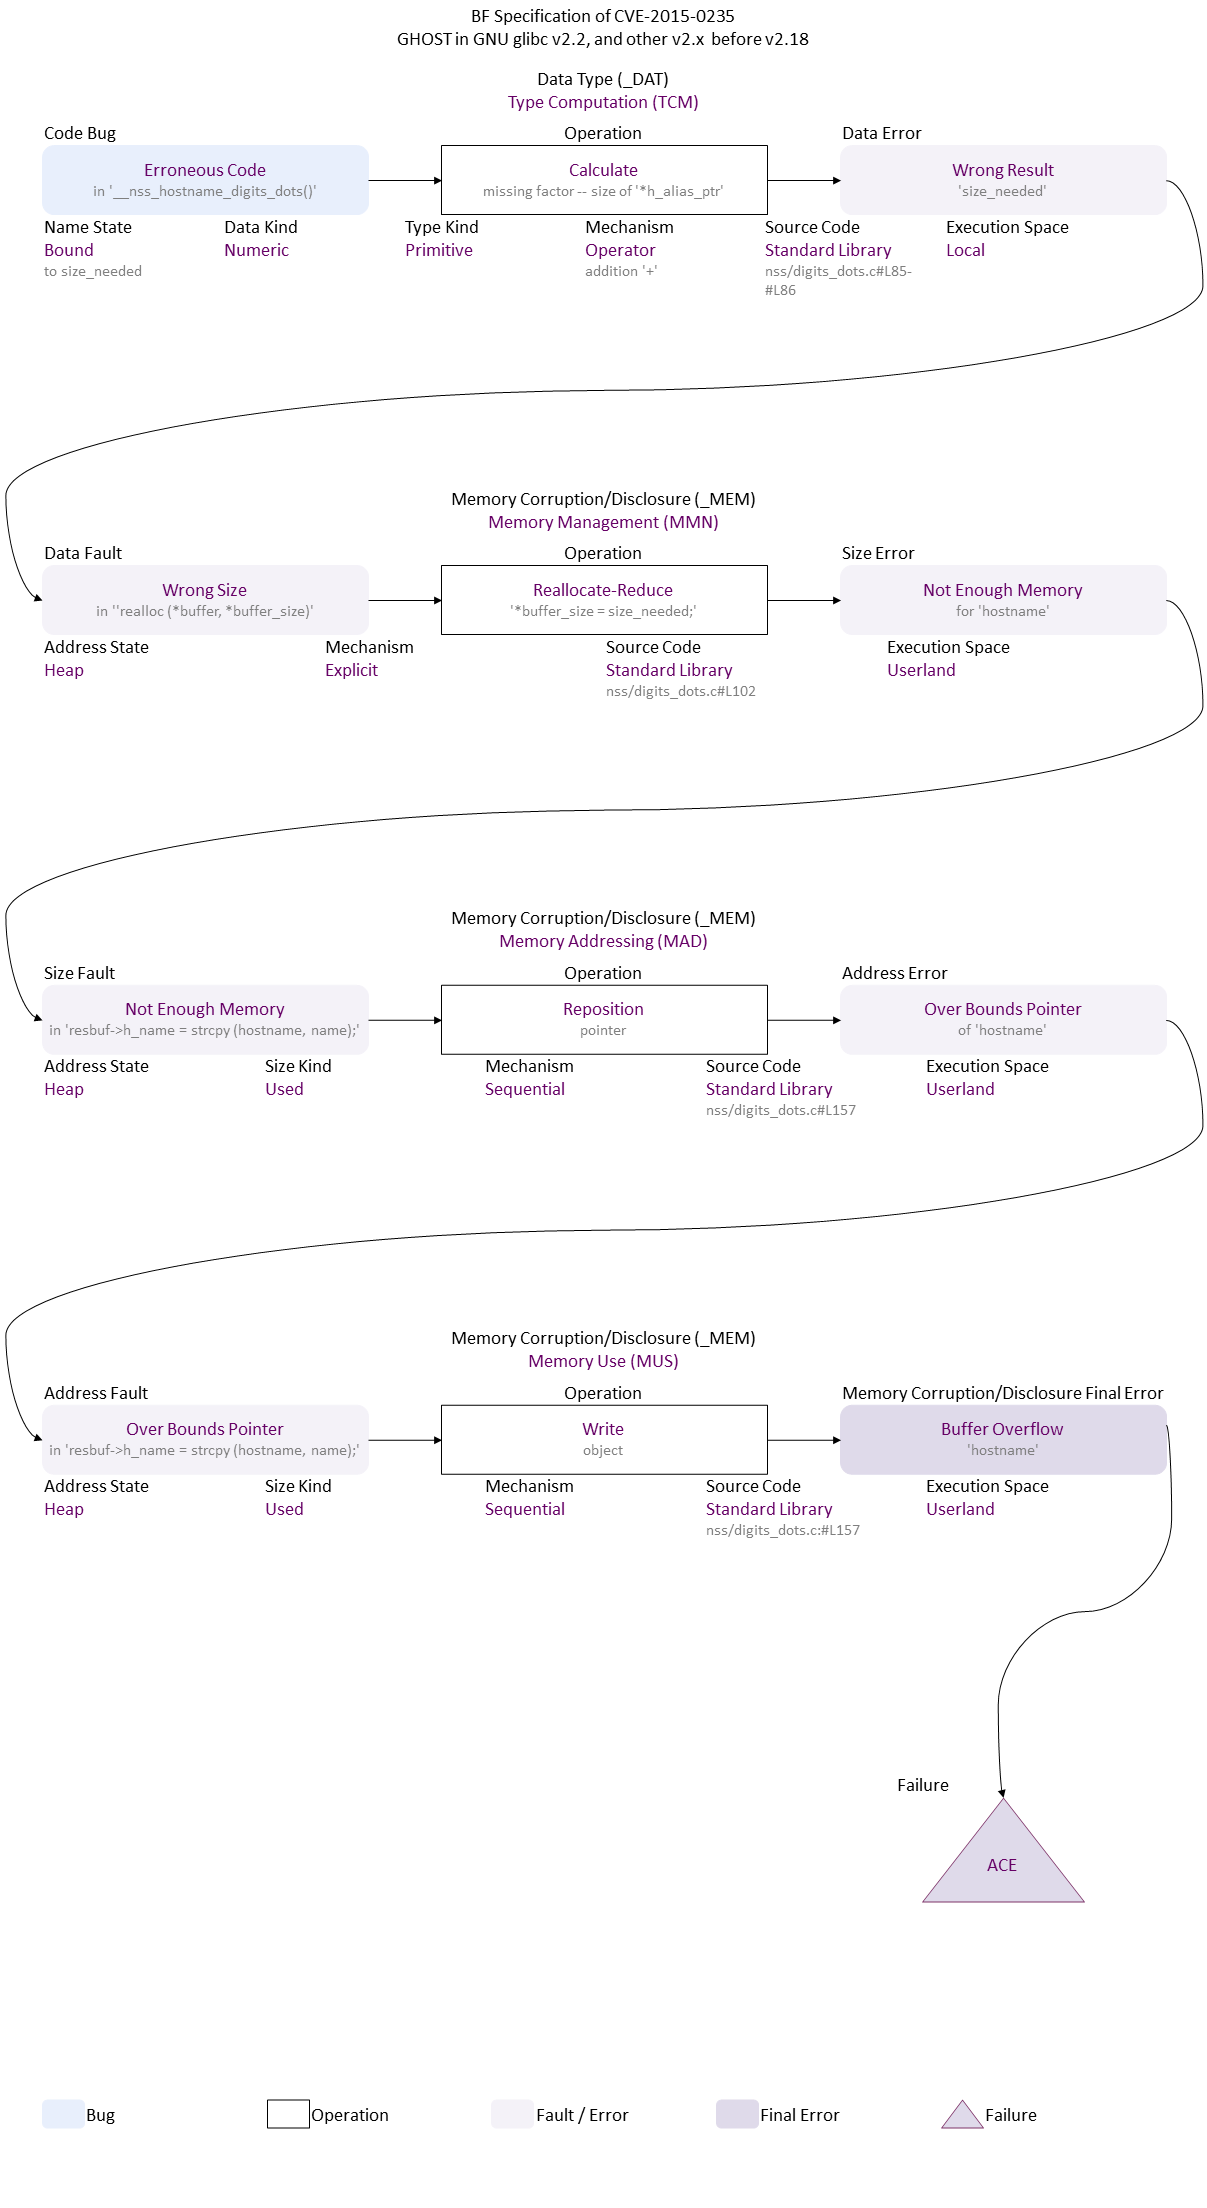 BF Specification of CVE-2015-0235
GHOST in GNU glibc v2.2, and other v2.x before v2.18
Data Type (_DAT)
Type Computation (TCM)
Code Bug
Operation
Data Error
Erroneous Code
in '__nss_hostname_digits_dots()'
Calculate
missing factor -- size of '*h_alias_ptr'
Wrong Result
'size_needed'
Name State
Data Kind
Type Kind
Mechanism
Source Code
Execution Space
Bound
Numeric
Primitive
Operator
Standard Library
Local
to size_needed
addition '+'
nss/digits_dots.c#L85-
#L86
Memory Corruption/Disclosure (_MEM)
Memory Management (MMN)
Data Fault
Operation
Size Error
Wrong Size
in ''realloc (*buffer, *buffer_size)'
Reallocate-Reduce
'*buffer_size = size_needed;'
Not Enough Memory
for 'hostname'
Address State
Mechanism
Source Code
Execution Space
Heap
Explicit
Standard Library
Userland
nss/digits_dots.c#L102
Memory Corruption/Disclosure (_MEM)
Memory Addressing (MAD)
Size Fault
Operation
Address Error
Not Enough Memory
in 'resbuf->h_name = strcpy (hostname, name);'
Reposition
pointer
Over Bounds Pointer
of 'hostname'
Address State
Size Kind
Mechanism
Source Code
Execution Space
Heap
Used
Sequential
Standard Library
Userland
nss/digits_dots.c#L157
Memory Corruption/Disclosure (_MEM)
Memory Use (MUS)
Address Fault
Operation
Memory Corruption/Disclosure Final Error
Over Bounds Pointer
in 'resbuf->h_name = strcpy (hostname, name);'
Write
object
Buffer Overflow
'hostname'
Address State
Size Kind
Mechanism
Source Code
Execution Space
Heap
Used
Sequential
Standard Library
Userland
nss/digits_dots.c:#L157
Failure
ACE
Bug
Operation
Fault / Error
Final Error
Failure